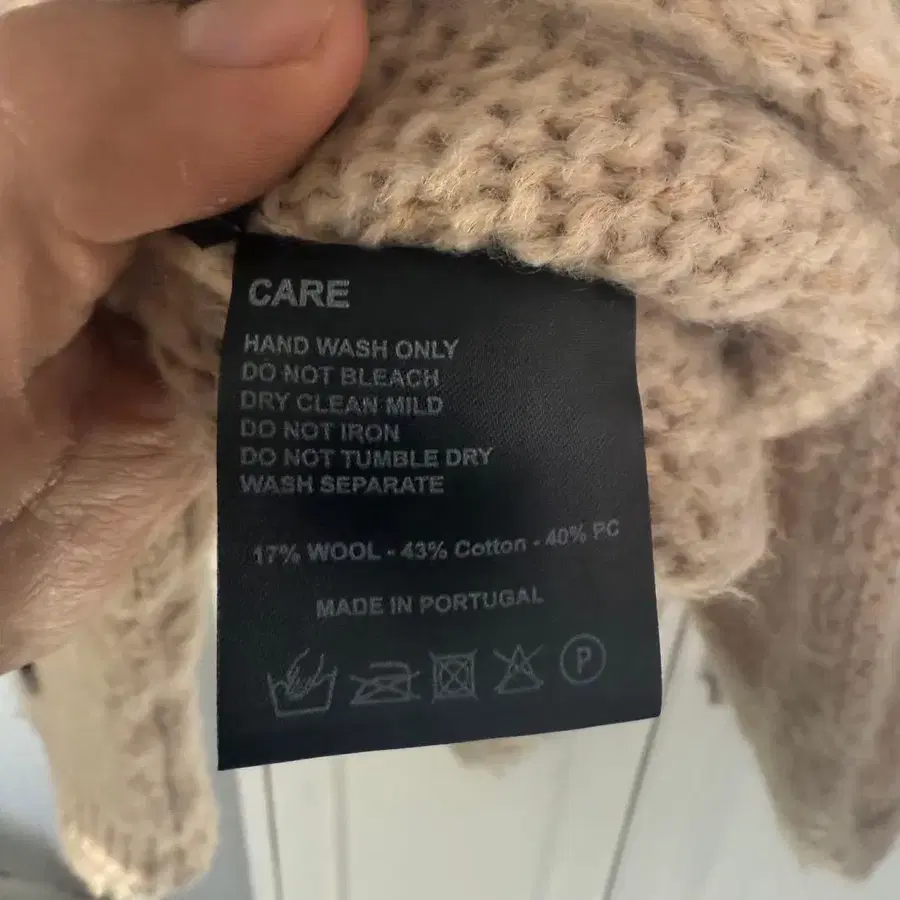 CARE
HAND WASH ONLY
DO NOT BLEACH
DRY CLEAN MILD
DO NOT IRON
DO NOT TUMBLE DRY
WASH SEPARATE
17% WOOL - 43% Cotton - 40% PC
MADE IN PORTUGAL
P